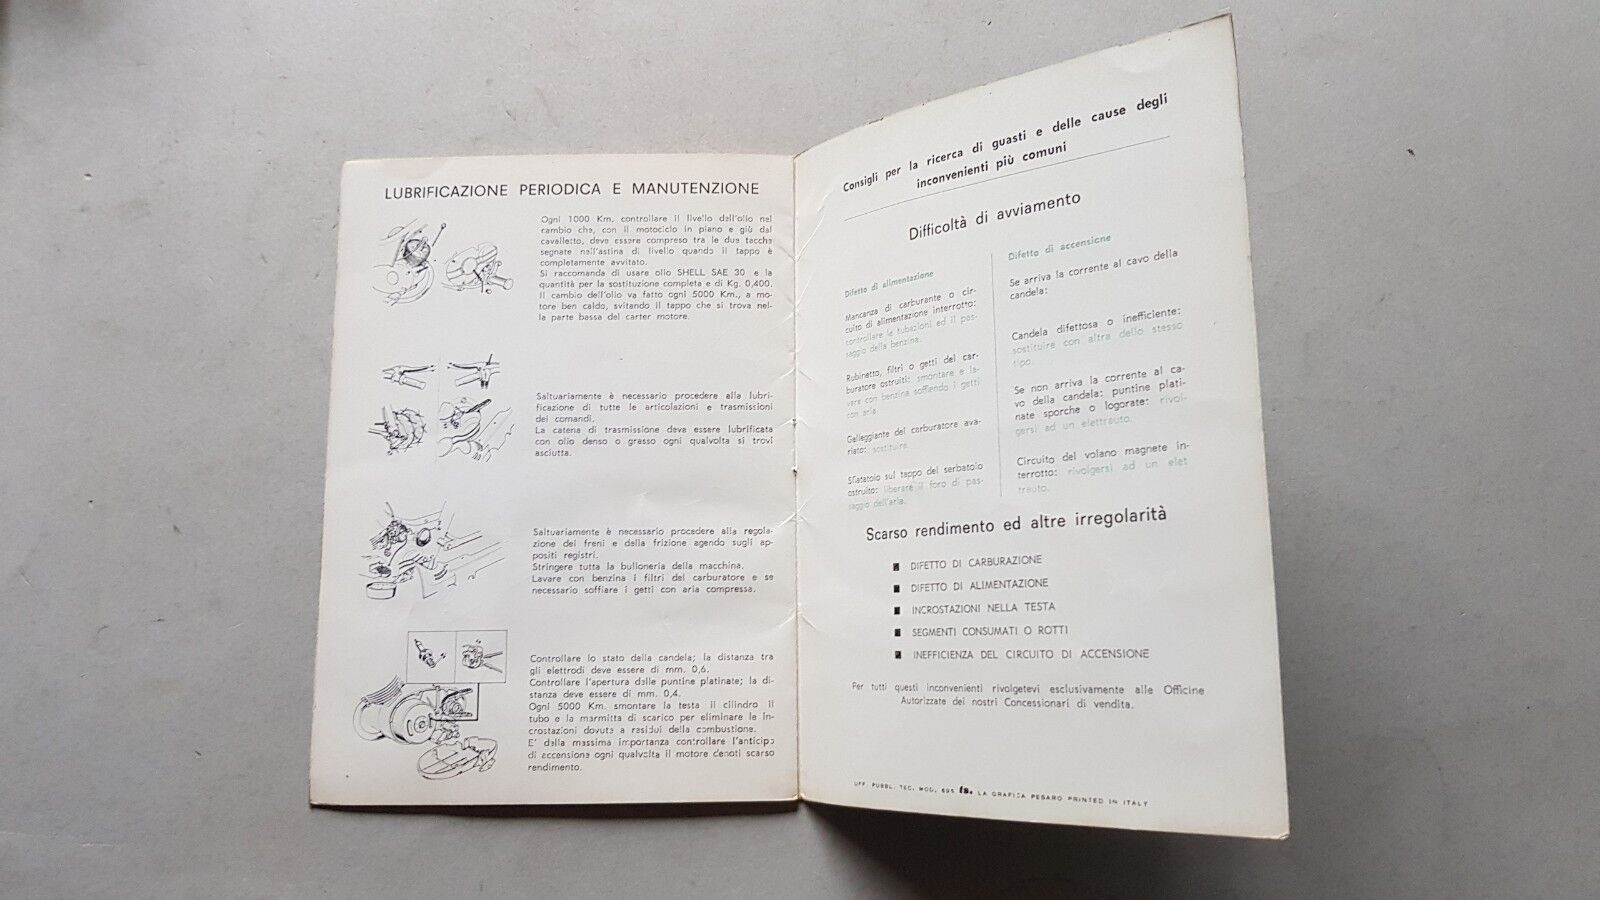 LUBRIFICAZIONE PERIODICA E MANUTENZIONE
Ogni 1000 Km. controllare il livello dell'olio nel
cambio che, con il motociclo in piano e giù dal
cavalletto, deve essere compreso tra le due tacche
segnate nell'astina di livello quando il tappo è
completamente avvitato.
Si raccomanda di usare olio SHELL SAE 30 e la
quantità per la sostituzione completa e di Kg. 0,400.
Il cambio dell'olio va fatto ogni 5000 Km., a mo-
tore ben caldo, svitando il tappo che si trova nel-
la parte bassa del carter motore.
Saltuariamente è necessario procedere alla lubri-
ficazione di tutte le articolazioni e trasmissioni
dei comandi.
La catena di trasmissione deve essere lubrificata
con olio denso o grasso ogni qualvolta si trovi
asciutta.
Saltuariamente è necessario procedere alla regola-
zione dei freni e della frizione agendo sugli ap-
positi registri.
Stringere tutta la bulloneria della macchina.
Lavare con benzina i filtri del carburatore e se
necessario soffiare i getti con aria compressa.
Controllare lo stato della candela; la distanza tra
gli elettrodi deve essere di mm. 0,6.
Controllare l'apertura delle puntine platinate; la di-
stanza deve essere di mm. 0,4.
Ogni 5000 Km. smontare la testa il cilindro il
tubo e la marmitta di scarico per eliminare le in-
crostazioni dovute a residui della combustione.
E' della massima importanza controllare l'anticipo
di accensione ogni qualvolta il motore denoti scarso
rendimento.
Consigli per la ricerca di guasti e delle cause degli
inconvenienti più comuni
Difficoltà di avviamento
Difetto di alimentazione
Mancanza di carburante o cir-
cuito di alimentazione interrotto:
controllare le tubazioni ed il pas-
saggio della benzina.
Rubinetto, filtri o getti del car-
buratore ostruiti: smontare e la-
vare con benzina soffiando i getti
con aria
Galleggiante del carburatore ava-
riato: sostituire
Sfiatatoio sul tappo del serbatoio
ostruito: liberare il foro di pas-
saggio dell'aria.
Difetto di accensione
Se arriva la corrente al cavo della
candela:
Candela difettosa o inefficiente:
sostituire con altra dello stesso
tipo.
Se non arriva la corrente al ca-
vo della candela: puntine plati-
nate sporche o logorate: rivol-
gersi ad un elettrauto.
Circuito del volano magnete in-
terrotto: rivolgersi ad un elet
trauto.
Scarso rendimento ed altre irregolarità
DIFETTO DI CARBURAZIONE
DIFETTO DI ALIMENTAZIONE
INCROSTAZIONI NELLA TESTA
SEGMENTI CONSUMATI O ROTTI
INEFFICIENZA DEL CIRCUITO DI ACCENSIONE
Per tutti questi inconvenienti rivolgetevi esclusivamente alle Officine
Autorizzate dei nostri Concessionari di vendita.
UFF. PUBBL. TEC. MOD. 695 ts. LA GRAFICA PESARO PRINTED IN ITALY